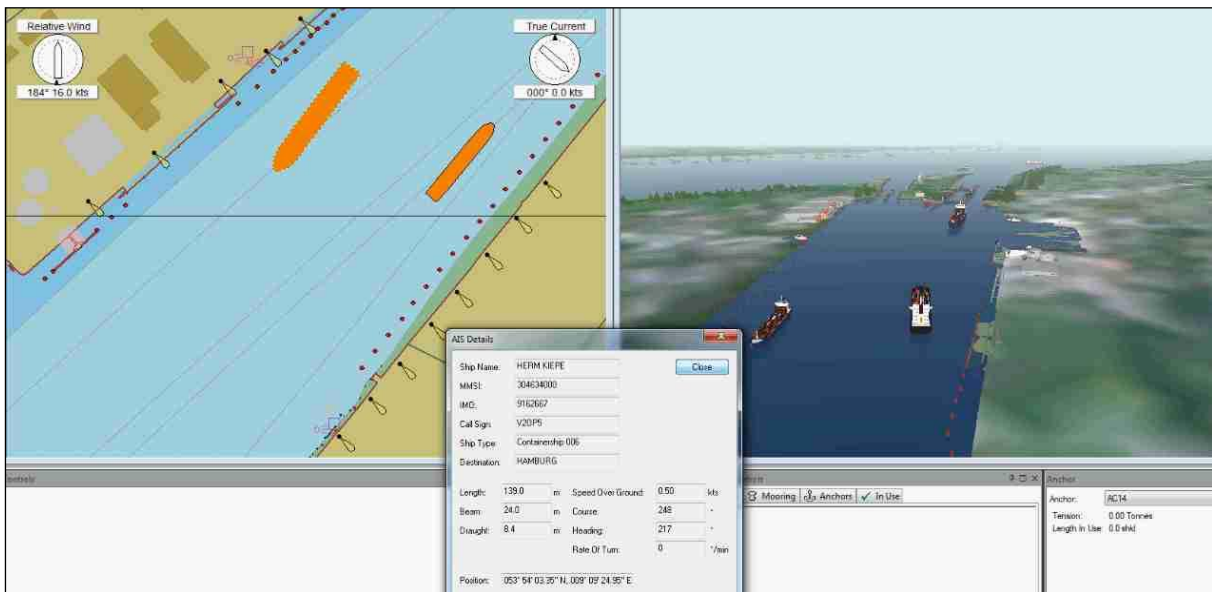 Relative Wind
184° 16.0 kts
True Current
000° 0.0 kts
AIS Details
Ship Name: HERM KIEPE
Close
MMSI: 304634000
IMO: 9162667
Call Sign: V2OP5
Ship Type: Containership 006
Destination: HAMBURG
Length: 139.0 m Speed Over Ground: 0.50 kts
Beam: 24.0 m Course: 248 °
Draught: 8.4 m Heading: 217 °
Rate Of Turn: 0 °/min
Position: 053° 54' 03.35" N, 009° 09' 24.95" E
Mooring Anchors In Use
Anchor
Anchor: AC14
Tension: 0.00 Tonnes
Length In Use 0.0 shkl